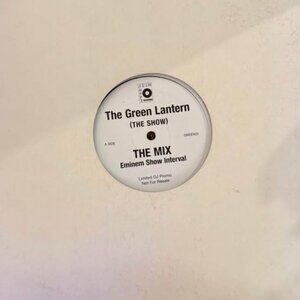 The Green Lantern
(THE SHOW)
A SIDE
THE MIX
Eminem Show Interval
Limited DJ Promo
Not For Resale